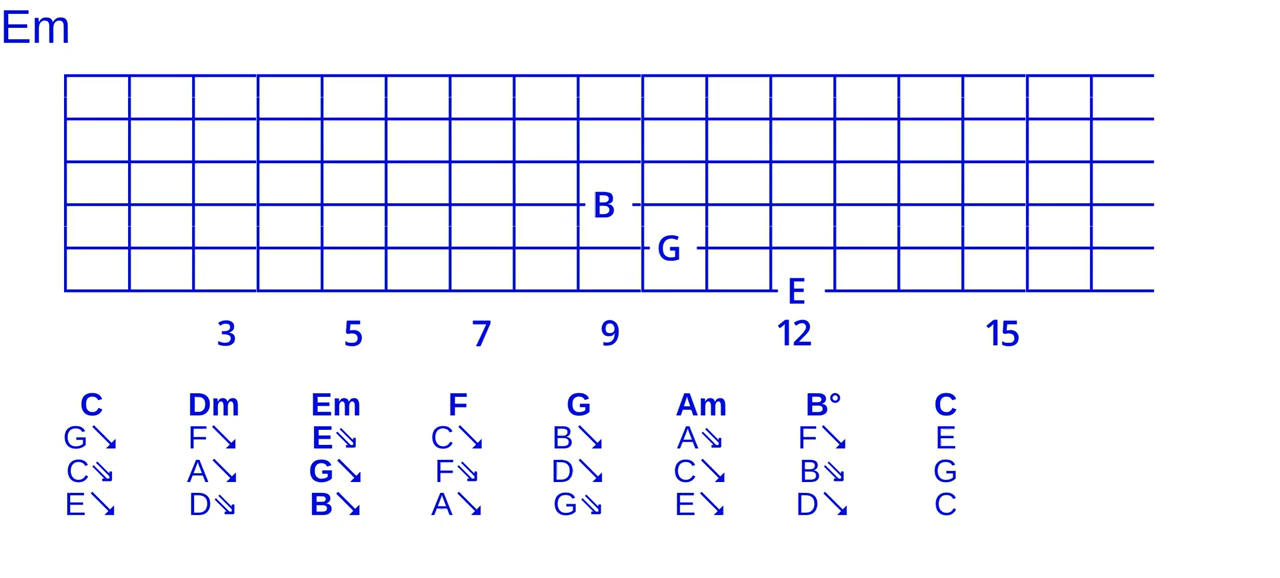 Em
B
G
E
3 5 7 9 12 15
C Dm Em F G Am B° C
G↘ F↘ E⇘ C↘ B↘ A⇘ F↘ E
C⇘ A↘ G↘ F⇘ D↘ C↘ B⇘ G
E↘ D⇘ B↘ A↘ G⇘ E↘ D↘ C